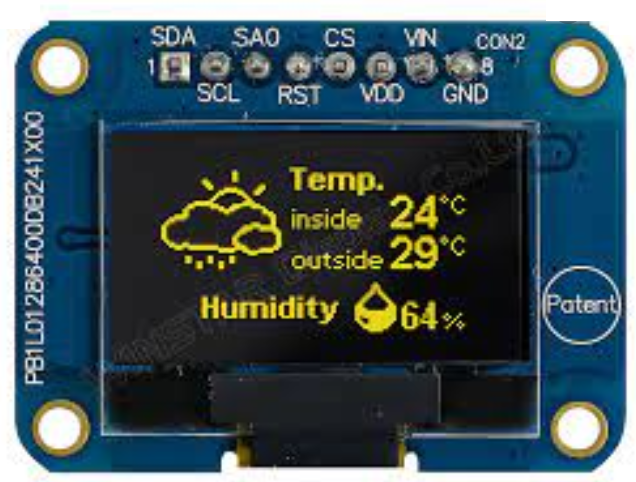 SDA SA0 CS VIN CON2
1 8
SCL RST VDD GND
PB1L01286400DB241X00
Temp.
inside 24°C
outside 29°C
Humidity 64%
Patent